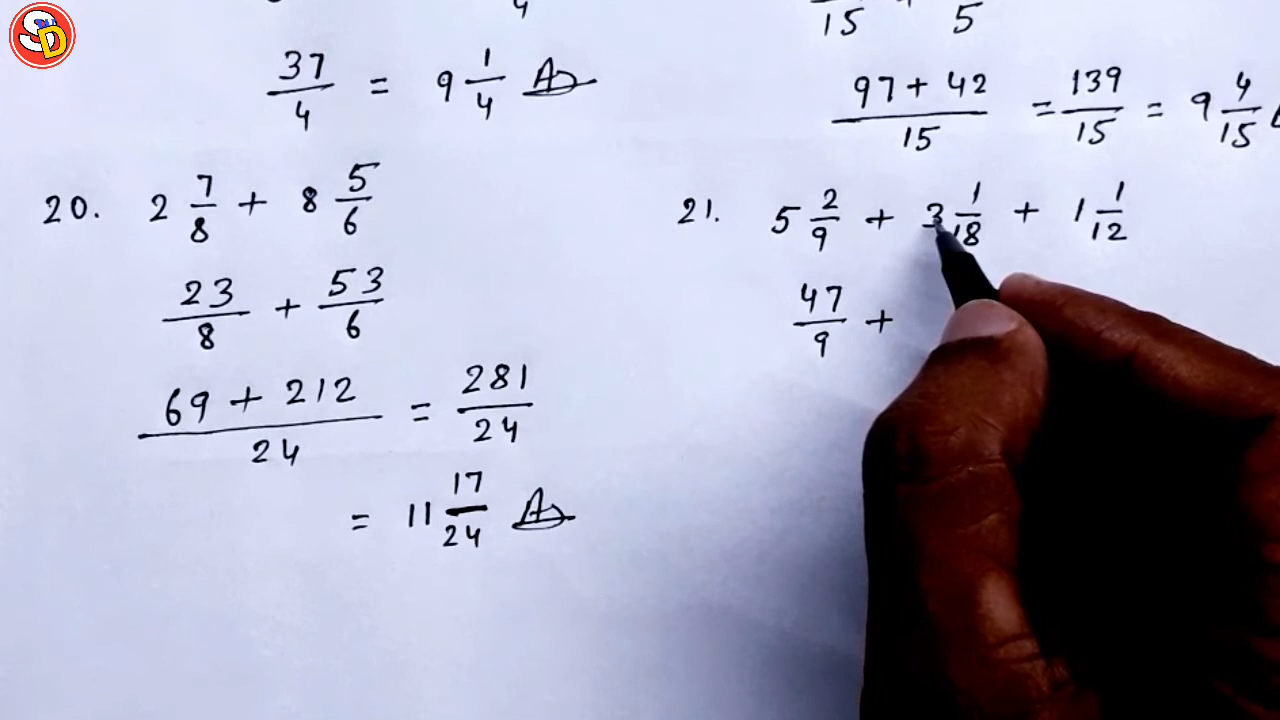 SD
4
37/4 = 9 1/4 A
20. 2 7/8 + 8 5/6
23/8 + 53/6
69 + 212/24 = 281/24
= 11 17/24 A
15 5
97 + 42/15 = 139/15 = 9 4/15
21. 5 2/9 + 3 1/18 + 1 1/12
47/9 +